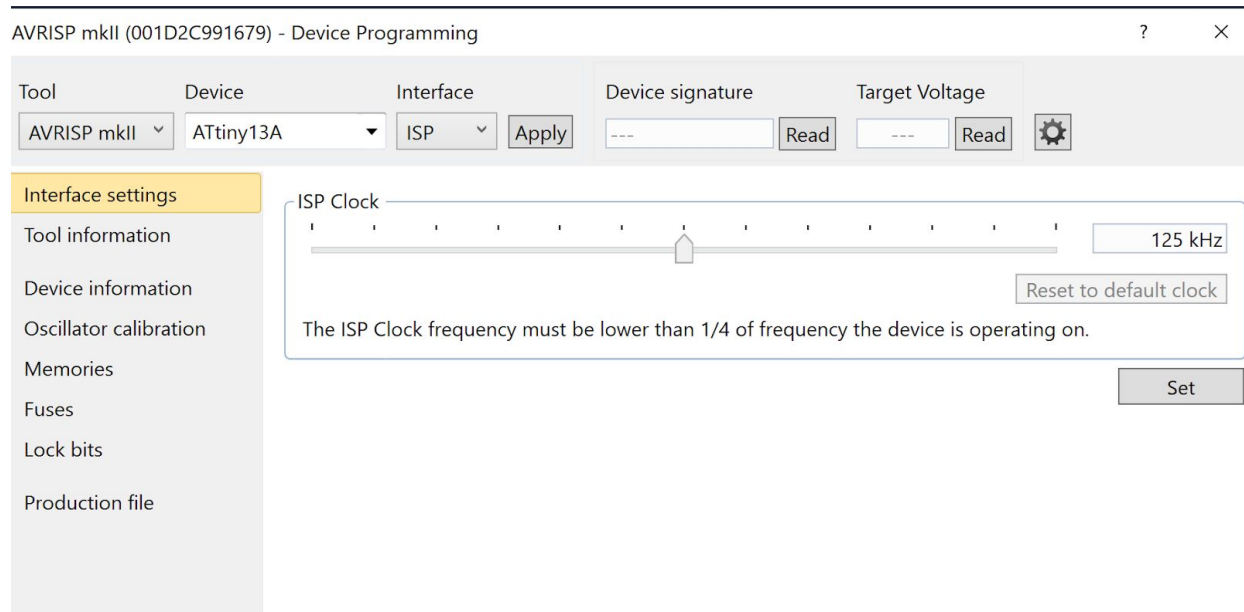 AVRISP mkII (001D2C991679) - Device Programming
?
Tool
Device
Interface
Device signature
Target Voltage
AVRISP mkII
ATtiny13A
ISP
Apply
---
Read
---
Read
Interface settings
Tool information
Device information
Oscillator calibration
Memories
Fuses
Lock bits
Production file
ISP Clock
125 kHz
Reset to default clock
The ISP Clock frequency must be lower than 1/4 of frequency the device is operating on.
Set